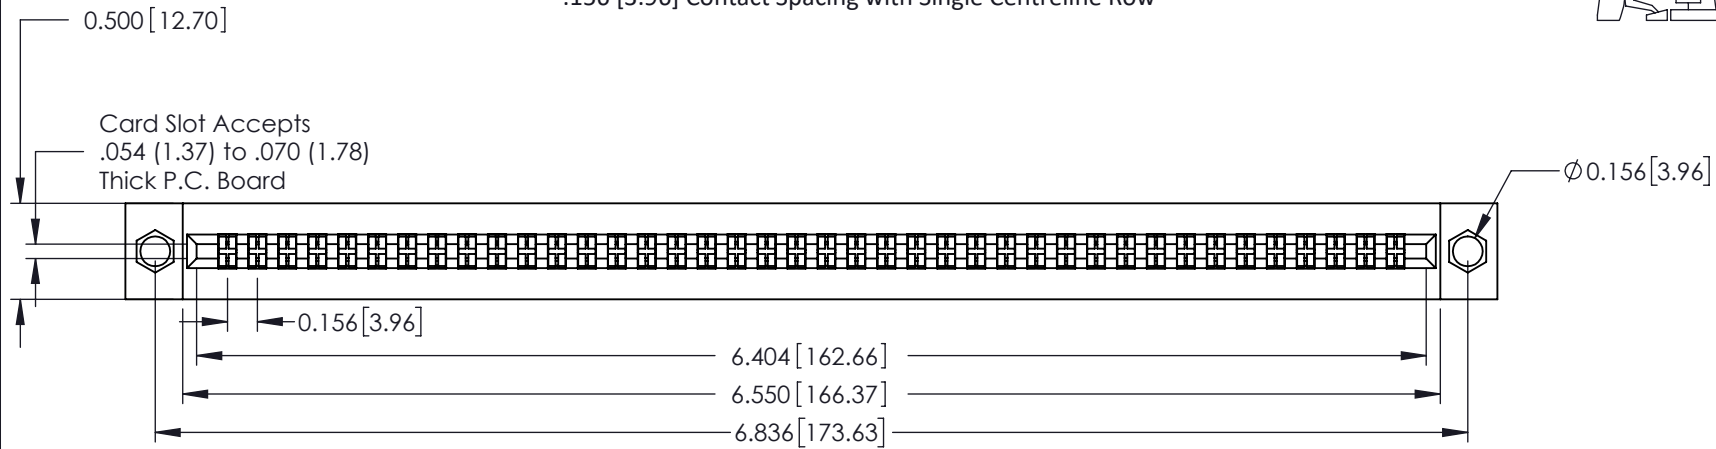 .156 [3.96] Contact Spacing with Single Centreline Row
0.500 [12.70]
Card Slot Accepts
.054 (1.37) to .070 (1.78)
Thick P.C. Board
Ø0.156[3.96]
0.156[3.96]
6.404 [162.66]
6.550 [166.37]
6.836 [173.63]